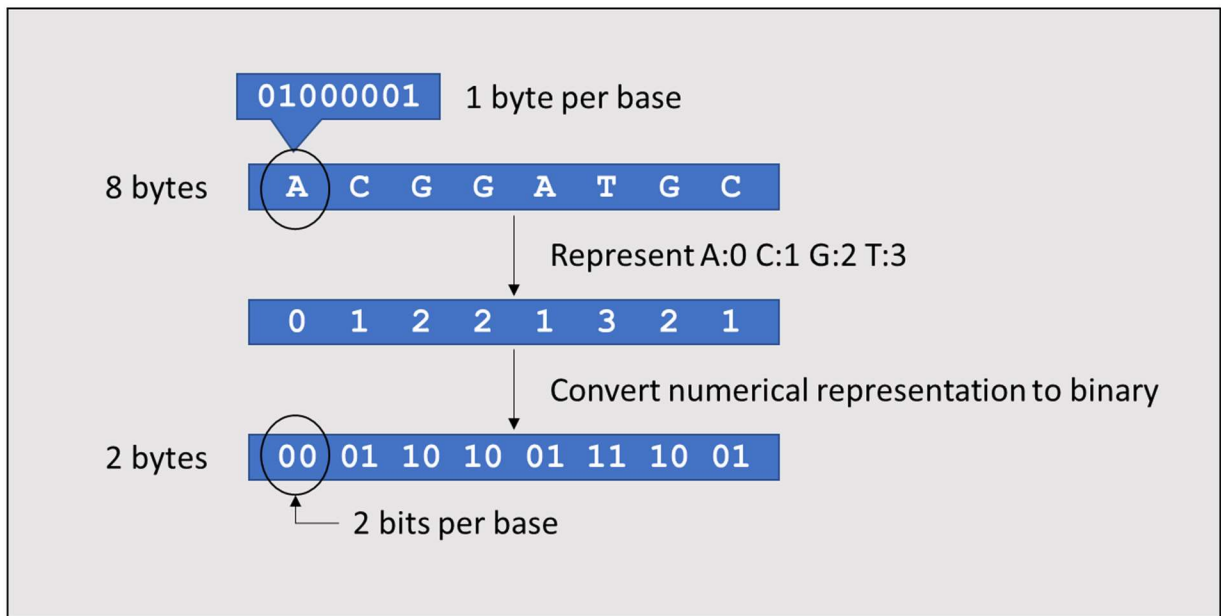 01000001 1 byte per base
8 bytes A C G G A T G C
Represent A:0 C:1 G:2 T:3
0 1 2 2 1 3 2 1
Convert numerical representation to binary
2 bytes 00 01 10 10 01 11 10 01
2 bits per base